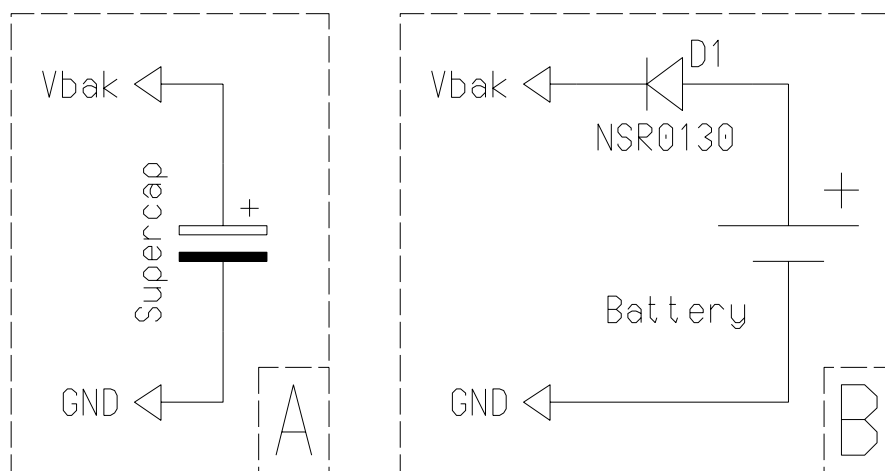 Vbak
+
Supercap
GND
A
D1
Vbak
NSR0130
+
Battery
GND
B